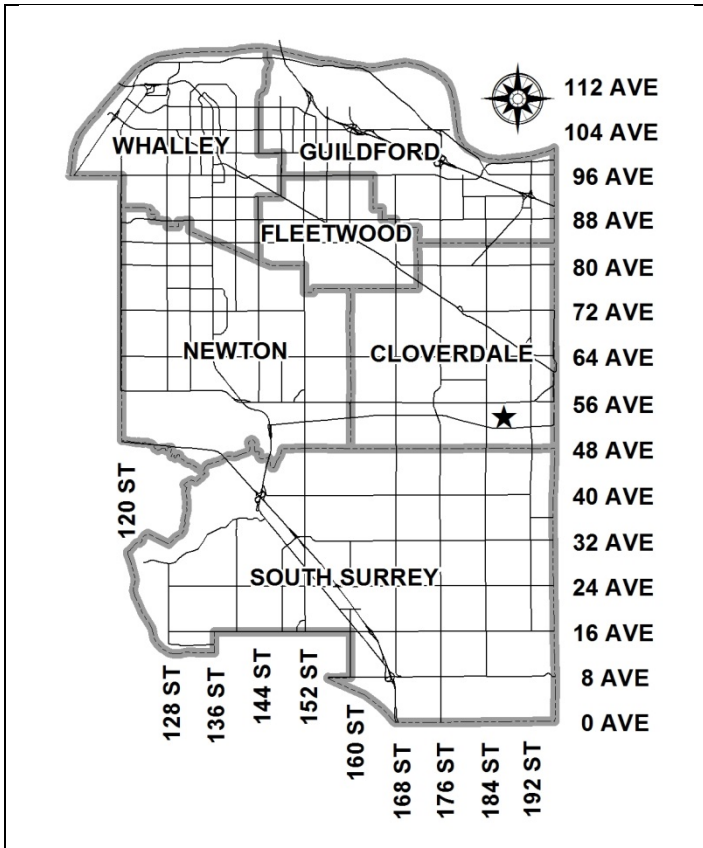 112 AVE
104 AVE
WHALLEY
GUILDFORD
96 AVE
88 AVE
FLEETWOOD
80 AVE
72 AVE
NEWTON
CLOVERDALE
64 AVE
56 AVE
48 AVE
120 ST
40 AVE
32 AVE
SOUTH SURREY
24 AVE
16 AVE
128 ST
136 ST
144 ST
152 ST
160 ST
8 AVE
0 AVE
168 ST
176 ST
184 ST
192 ST